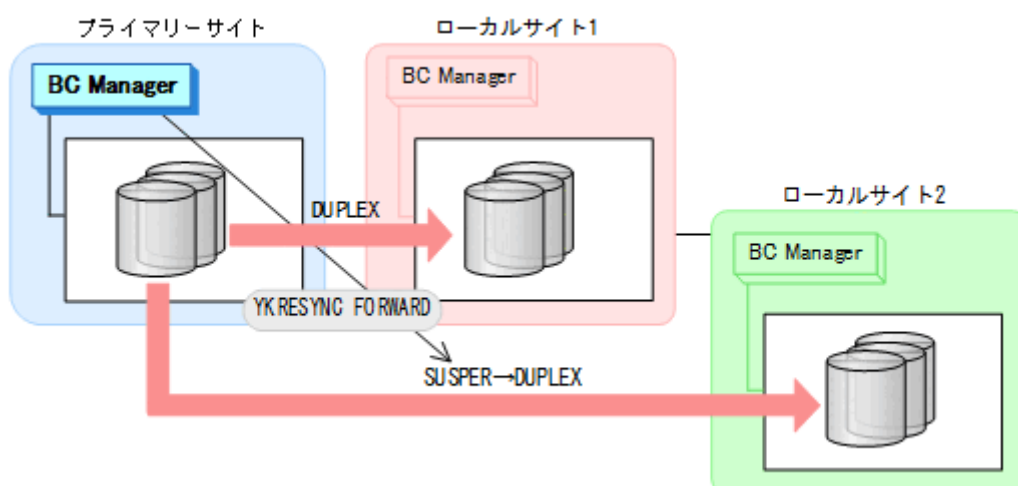 プライマリーサイト
ローカルサイト1
BC Manager
BC Manager
ローカルサイト2
DUPLEX
BC Manager
YKRESYNC FORWARD
SUSPER→DUPLEX